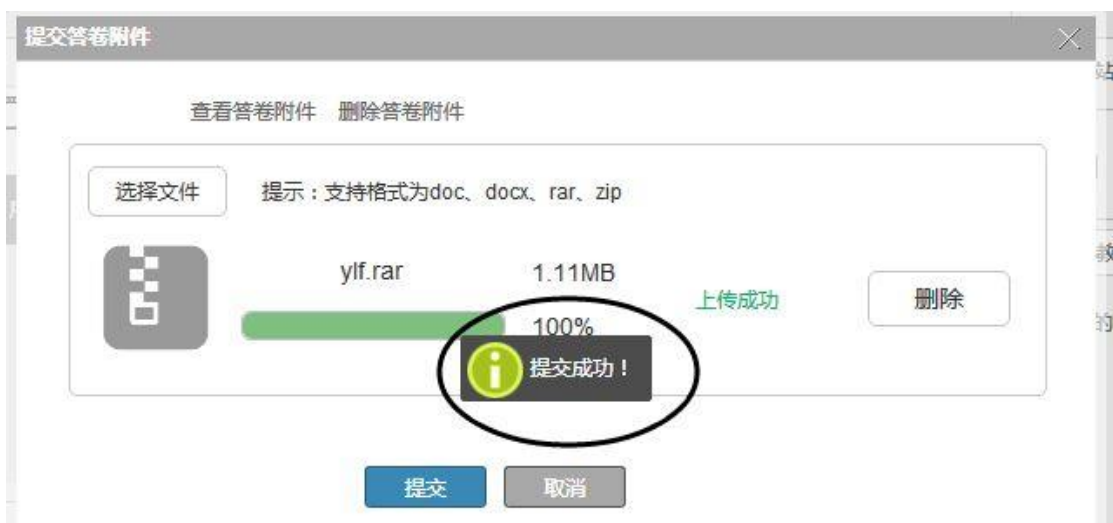 提交答卷附件
查看答卷附件 删除答卷附件
选择文件 提示：支持格式为doc、docx、rar、zip
ylf.rar 1.11MB
上传成功 删除
100%
提交成功！
提交 取消